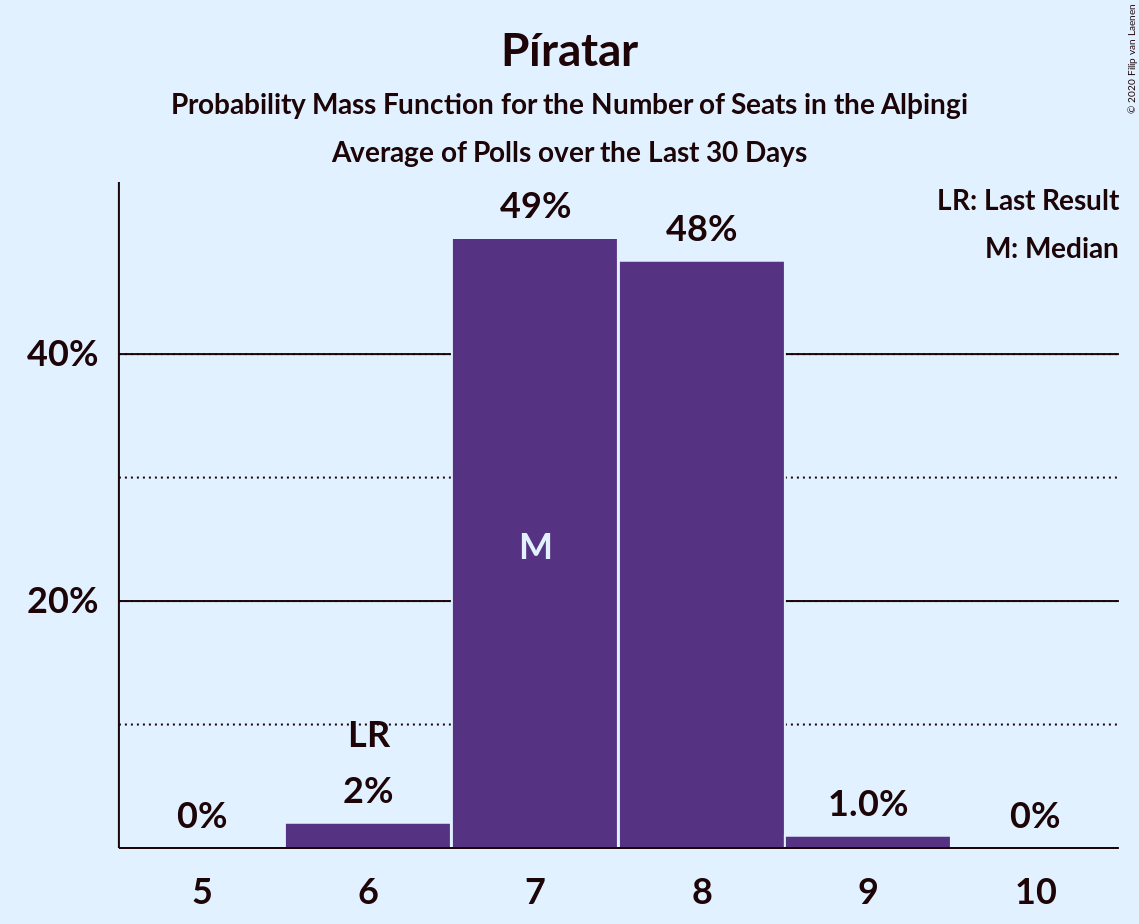 Píratar
Probability Mass Function for the Number of Seats in the Alþingi
Average of Polls over the Last 30 Days
© 2020 Filip van Laenen
LR: Last Result
M: Median
49%
48%
40%
M
20%
LR
2%
0%
1.0%
0%
5 6 7 8 9 10